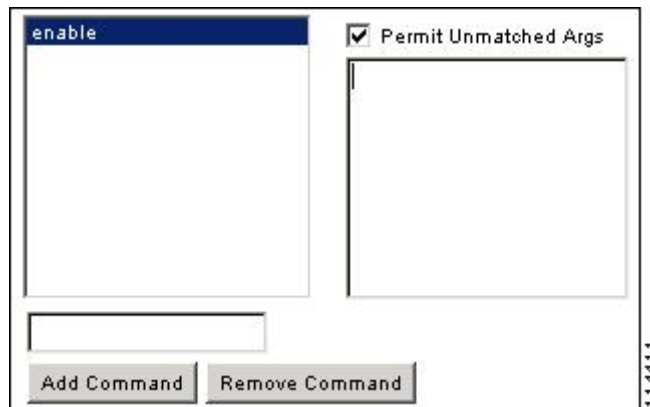 enable
Permit Unmatched Args
Add Command
Remove Command